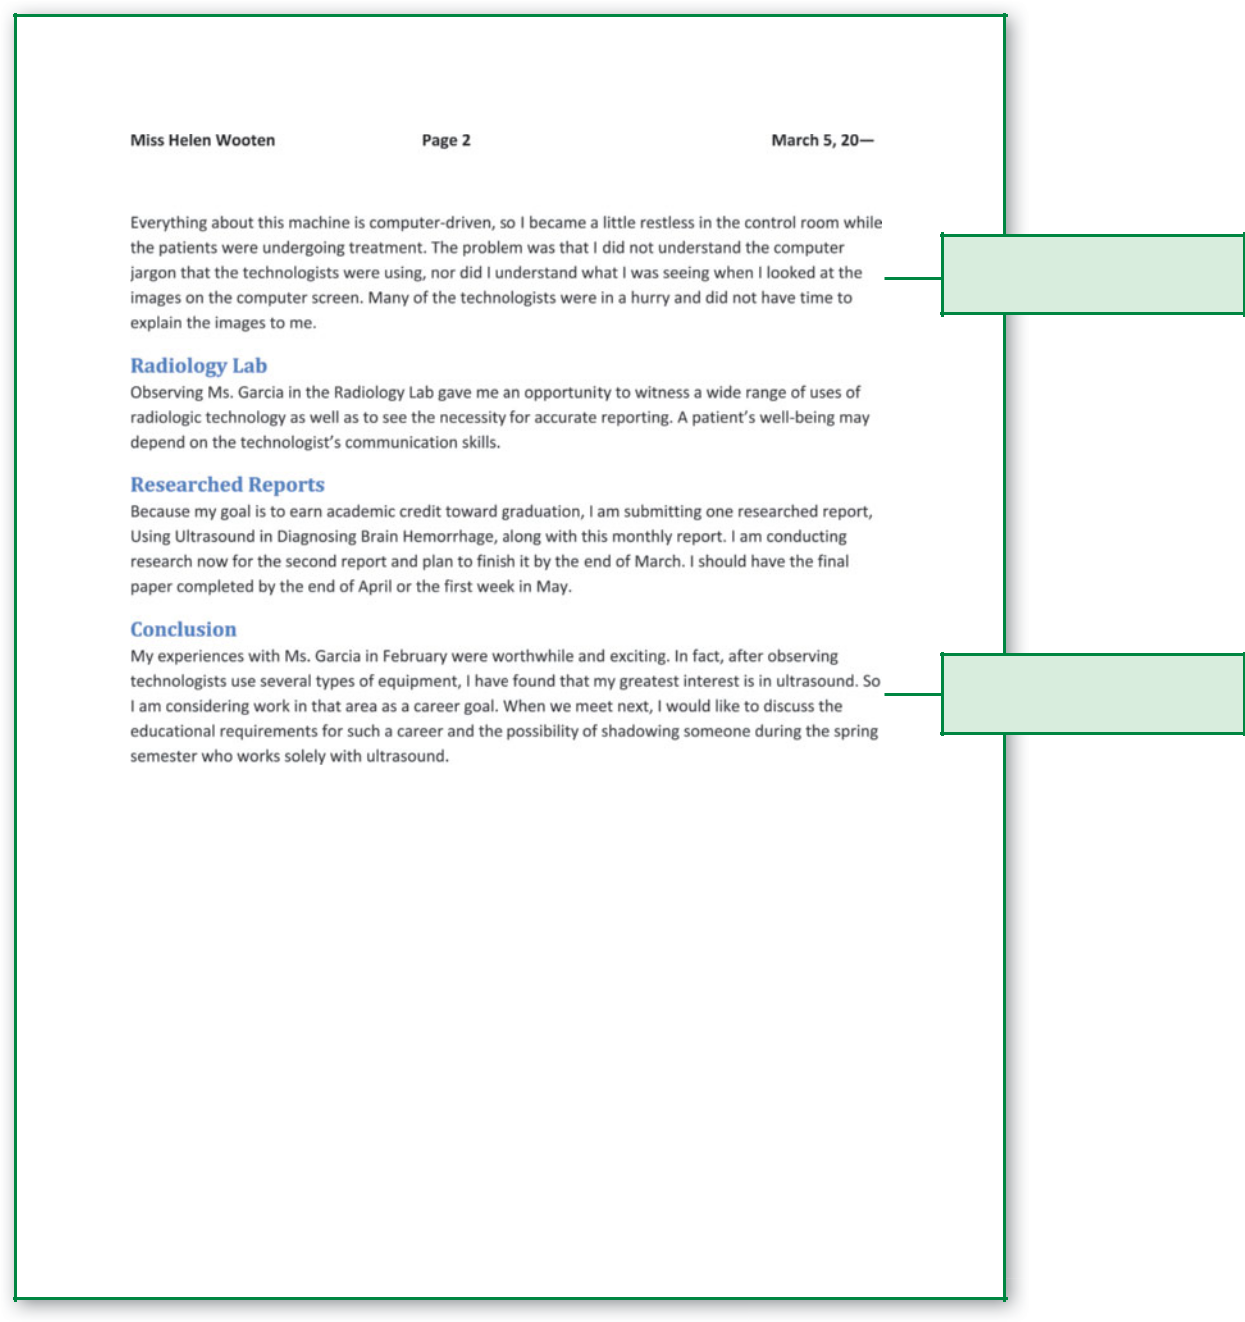 Miss Helen Wooten Page 2 March 5, 20—
Everything about this machine is computer-driven, so I became a little restless in the control room while
the patients were undergoing treatment. The problem was that I did not understand the computer
jargon that the technologists were using, nor did I understand what I was seeing when I looked at the
images on the computer screen. Many of the technologists were in a hurry and did not have time to
explain the images to me.
Radiology Lab
Observing Ms. Garcia in the Radiology Lab gave me an opportunity to witness a wide range of uses of
radiologic technology as well as to see the necessity for accurate reporting. A patient's well-being may
depend on the technologist's communication skills.
Researched Reports
Because my goal is to earn academic credit toward graduation, I am submitting one researched report,
Using Ultrasound in Diagnosing Brain Hemorrhage, along with this monthly report. I am conducting
research now for the second report and plan to finish it by the end of March. I should have the final
paper completed by the end of April or the first week in May.
Conclusion
My experiences with Ms. Garcia in February were worthwhile and exciting. In fact, after observing
technologists use several types of equipment, I have found that my greatest interest is in ultrasound. So
I am considering work in that area as a career goal. When we meet next, I would like to discuss the
educational requirements for such a career and the possibility of shadowing someone during the spring
semester who works solely with ultrasound.